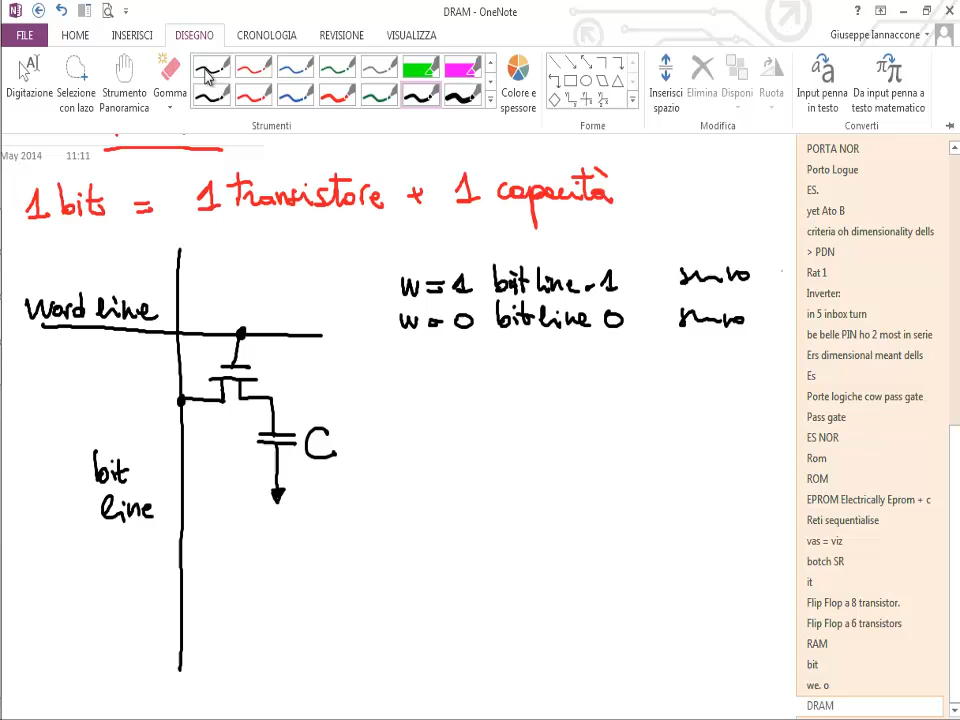 DRAM - OneNote
FILE HOME INSERISCI DISEGNO CRONOLOGIA REVISIONE VISUALIZZA Giuseppe Iannaccone
Digitazione
Selezione con lazo
Strumento Panoramica
Gomma
Colore e spessore
Inserisci spazio
Elimina
Disponi
Ruota
Input penna in testo
Da input penna a testo matematico
Strumenti Forme Modifica Converti
May 2014 11:11
1 bits = 1 transistore + 1 capacità
Word line
w = 1 bit line = 1
w = 0 bit line 0
C
bit
line
PORTA NOR
Porto Logue
ES.
yet Ato B
criteria oh dimensionality dells
> PDN
Rat 1
Inverter:
in 5 inbox turn
be belle PIN ho 2 most in serie
Ers dimensional meant dells
Es
Porte logiche cow pass gate
Pass gate
ES NOR
Rom
ROM
EPROM Electrically Eprom + c
Reti sequentialise
vas = viz
botch SR
it
Flip Flop a 8 transistor.
Flip Flop a 6 transistors
RAM
bit
we. o
DRAM